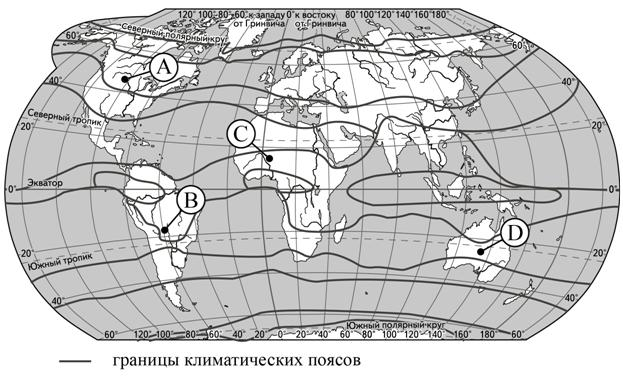 120° 100°-80°-60°к западу 0° к востоку 80°100°120°140°160°180°
от Гринвича от Гринвича
Северный полярный круг
60° 60°
A
40° 40°
Северный тропик
20° 20°
C
Экватор
0° 0°
B
D
20° 20°
Южный тропик
40° 40°
Южный полярный круг
60° 80° 120° 100° 80° 60° 40° 20° 0° 20° 40° 60° 80° 100° 120° 140° 160° 180° 60°
границы климатических поясов